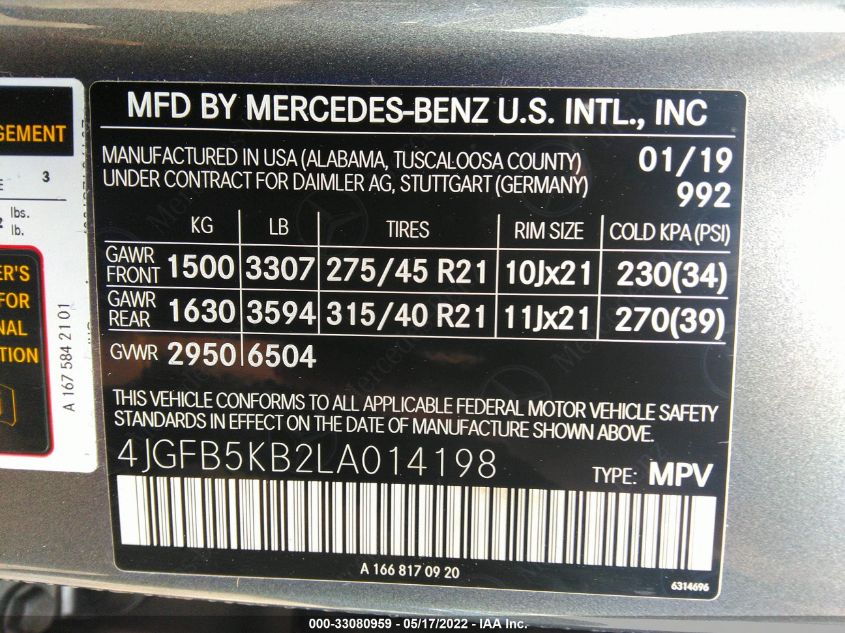 MFD BY MERCEDES-BENZ U.S. INTL., INC
MANUFACTURED IN USA (ALABAMA, TUSCALOOSA COUNTY) 01/19
UNDER CONTRACT FOR DAIMLER AG, STUTTGART (GERMANY) 992
KG LB TIRES RIM SIZE COLD KPA (PSI)
GAWR FRONT 1500 3307 275/45 R21 10Jx21 230(34)
GAWR REAR 1630 3594 315/40 R21 11Jx21 270(39)
GVWR 2950 6504
THIS VEHICLE CONFORMS TO ALL APPLICABLE FEDERAL MOTOR VEHICLE SAFETY
STANDARDS IN EFFECT ON THE DATE OF MANUFACTURE SHOWN ABOVE.
4JGFB5KB2LA014198 TYPE: MPV
A 166 817 09 20
6314696
GEMENT
3
lbs.
lb.
ER'S
FOR
NAL
TION
A 167 584 21 01
000-33080959 - 05/17/2022 - IAA Inc.